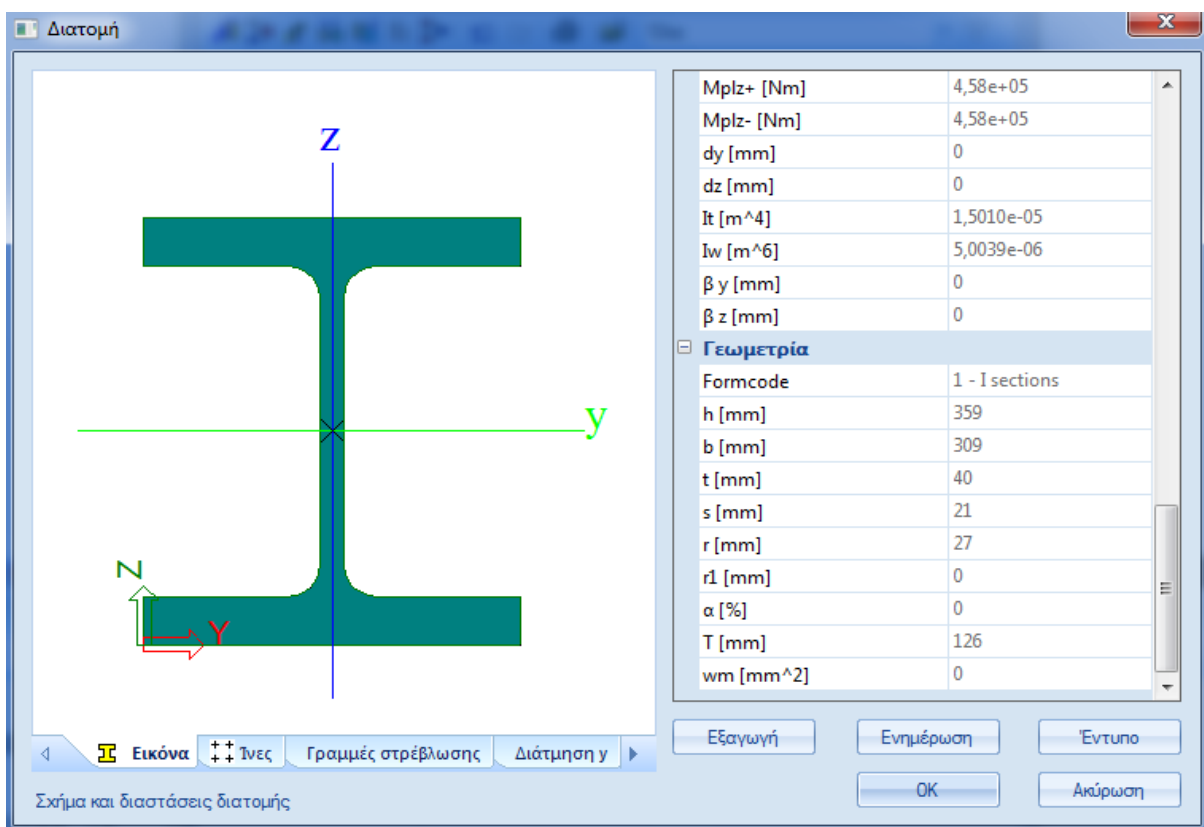 Διατομή
z
y
Z
Y
Εικόνα
Ίνες
Γραμμές στρέβλωσης
Διάτμηση y
Σχήμα και διαστάσεις διατομής
Mplz+ [Nm] 4,58e+05
Mplz- [Nm] 4,58e+05
dy [mm] 0
dz [mm] 0
It [m^4] 1,5010e-05
Iw [m^6] 5,0039e-06
β y [mm] 0
β z [mm] 0
Γεωμετρία
Formcode 1 - I sections
h [mm] 359
b [mm] 309
t [mm] 40
s [mm] 21
r [mm] 27
r1 [mm] 0
α [%] 0
T [mm] 126
wm [mm^2] 0
Εξαγωγή
Ενημέρωση
Έντυπο
OK
Ακύρωση